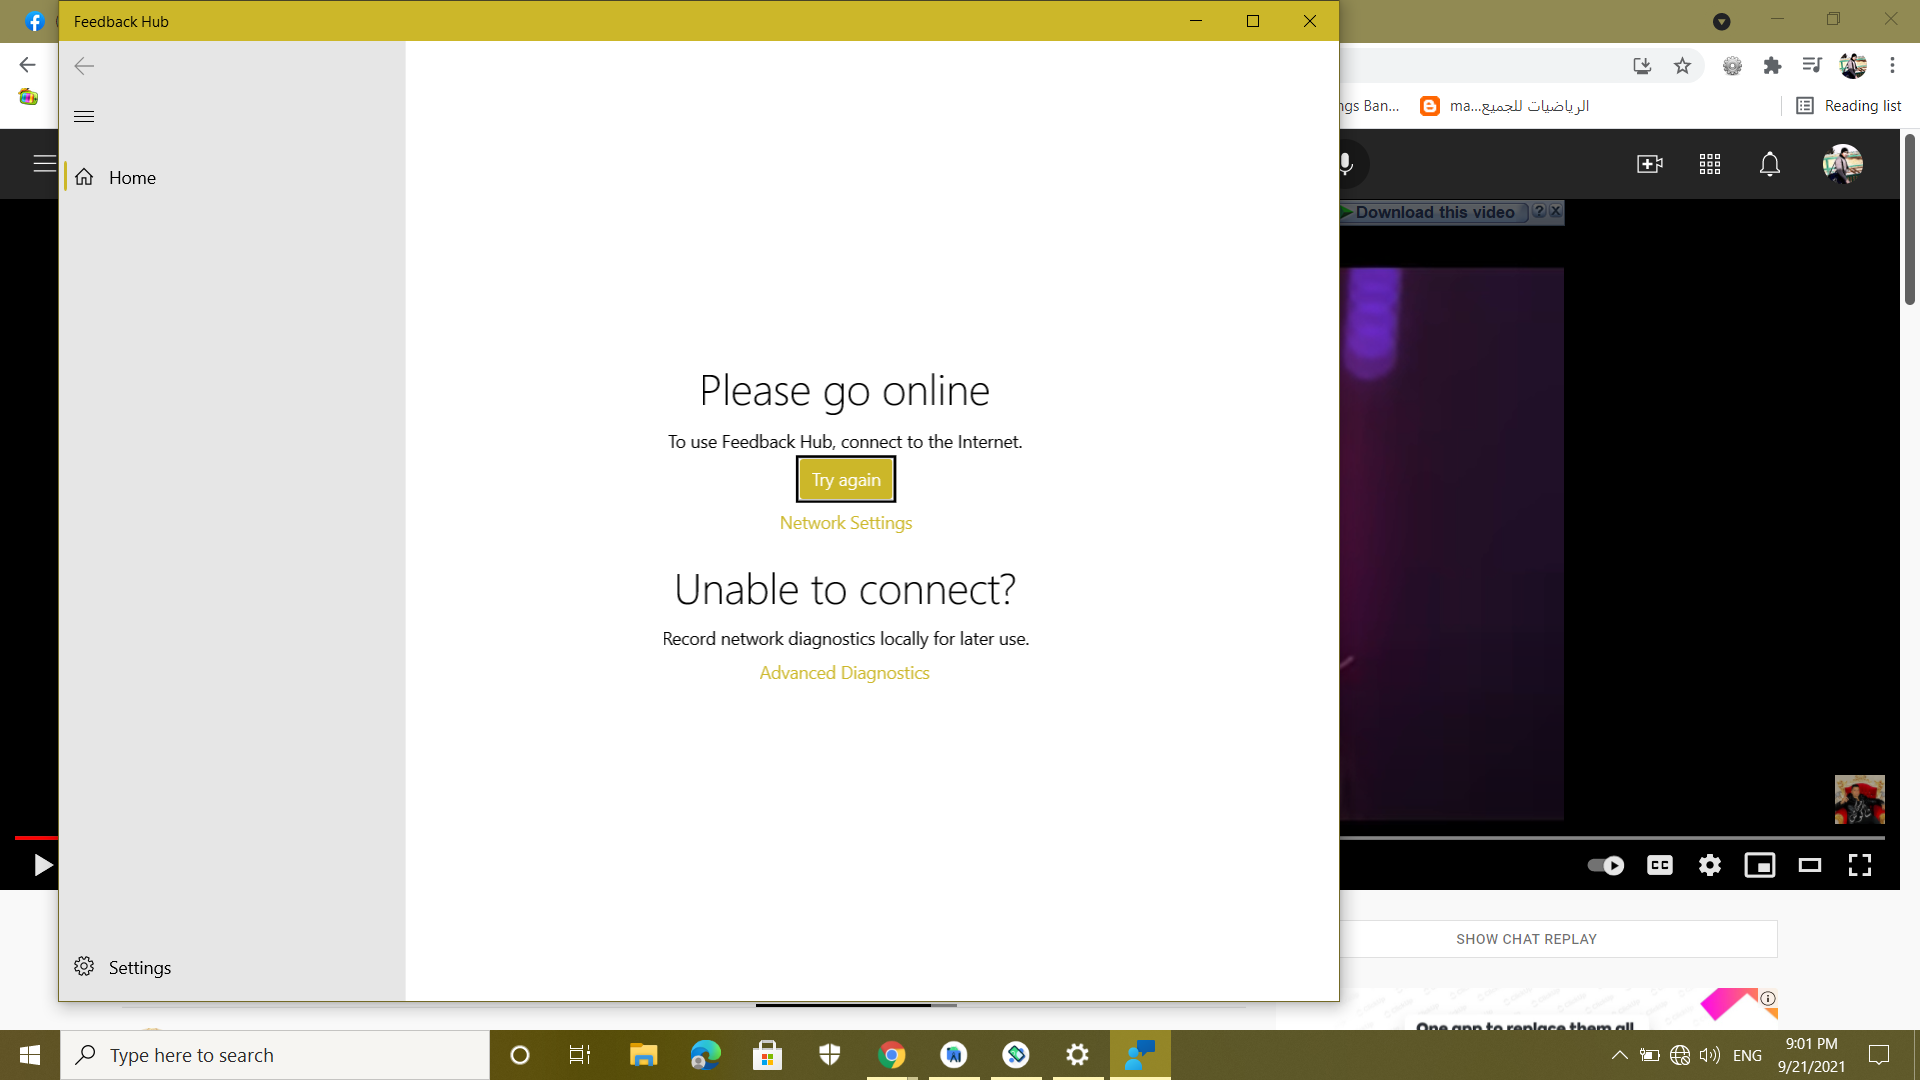 Feedback Hub
ngs Ban...
ma...الرياضيات للجميع
Reading list
Home
Download this video
?
Please go online
To use Feedback Hub, connect to the Internet.
Try again
Network Settings
Unable to connect?
Record network diagnostics locally for later use.
Advanced Diagnostics
CC
SHOW CHAT REPLAY
Settings
One app to replace them all
Type here to search
ENG
9:01 PM
9/21/2021